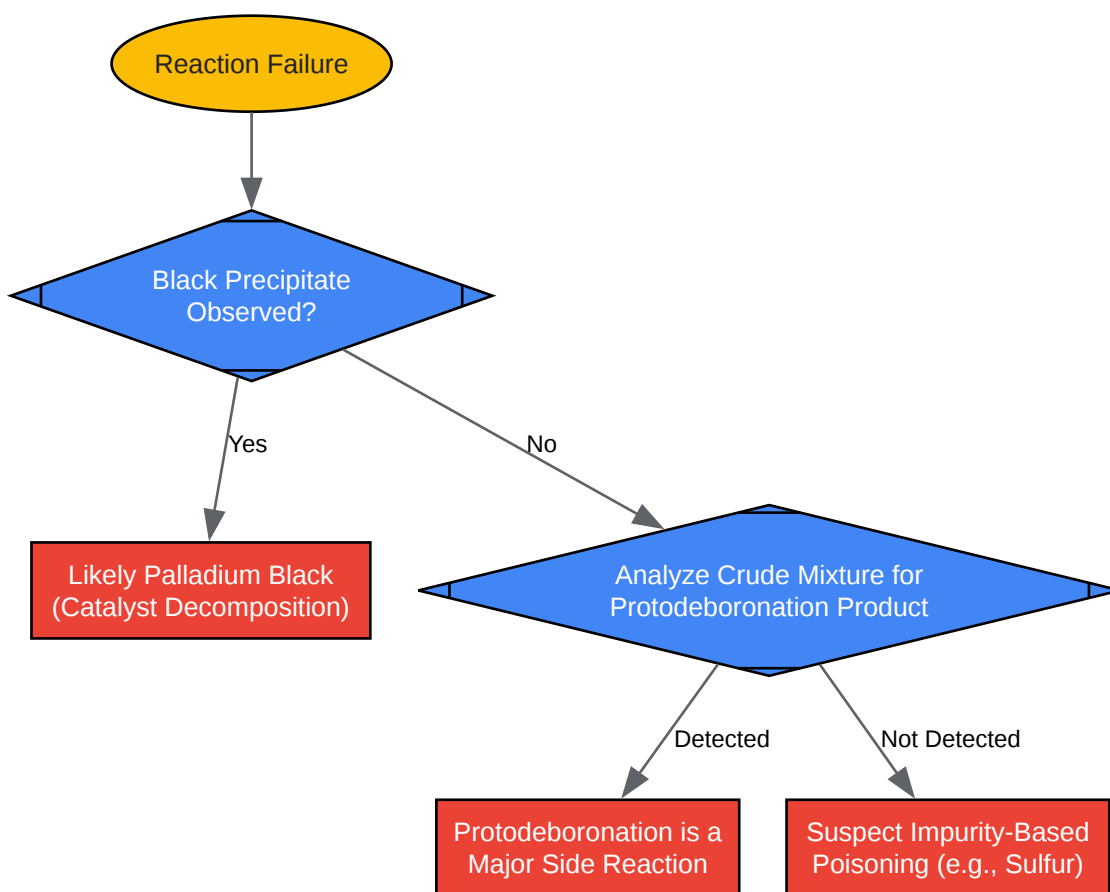 Reaction Failure
Black Precipitate
Observed?
Yes
No
Likely Palladium Black
(Catalyst Decomposition)
Analyze Crude Mixture for
Protodeboronation Product
Detected
Not Detected
Protodeboronation is a
Major Side Reaction
Suspect Impurity-Based
Poisoning (e.g., Sulfur)